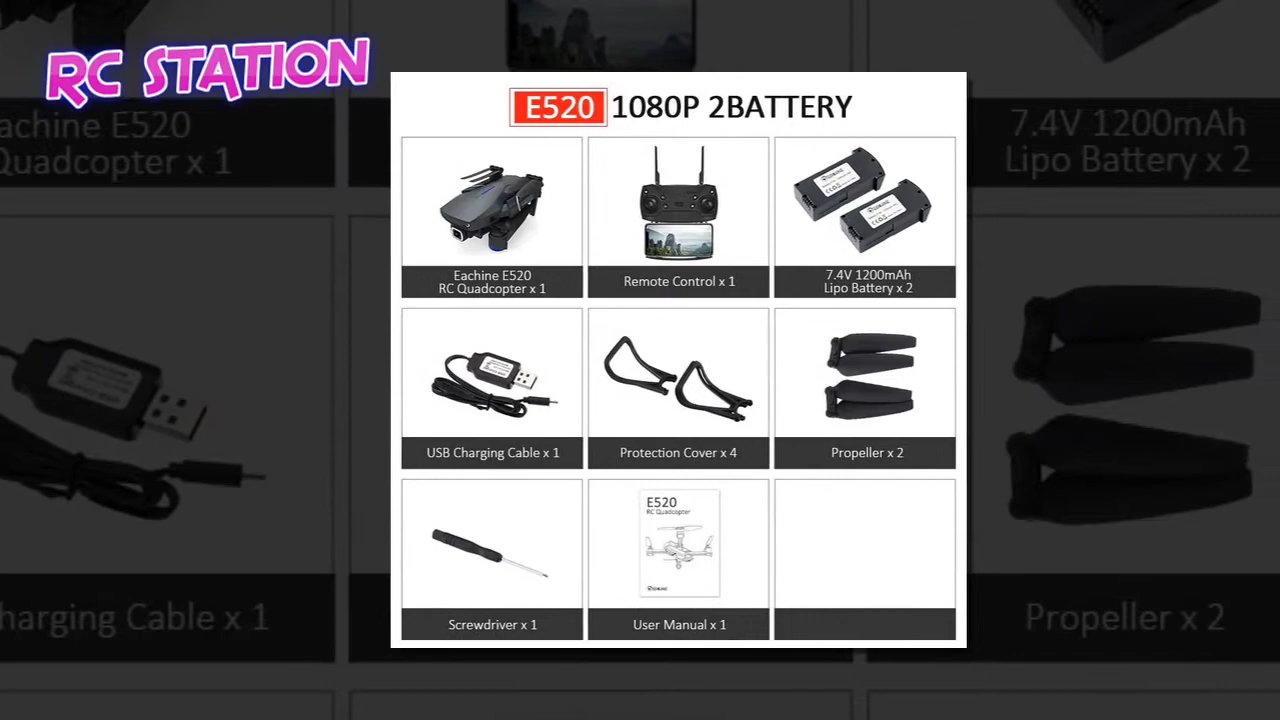 RC STATION
E520 1080P 2BATTERY
Eachine E520
RC Quadcopter x 1
Remote Control x 1
7.4V 1200mAh
Lipo Battery x 2
USB Charging Cable x 1
Protection Cover x 4
Propeller x 2
E520
RC Quadcopter
Screwdriver x 1
User Manual x 1
achine E520
Quadcopter x 1
7.4V 1200mAh
Lipo Battery x 2
harging Cable x 1
Propeller x 2